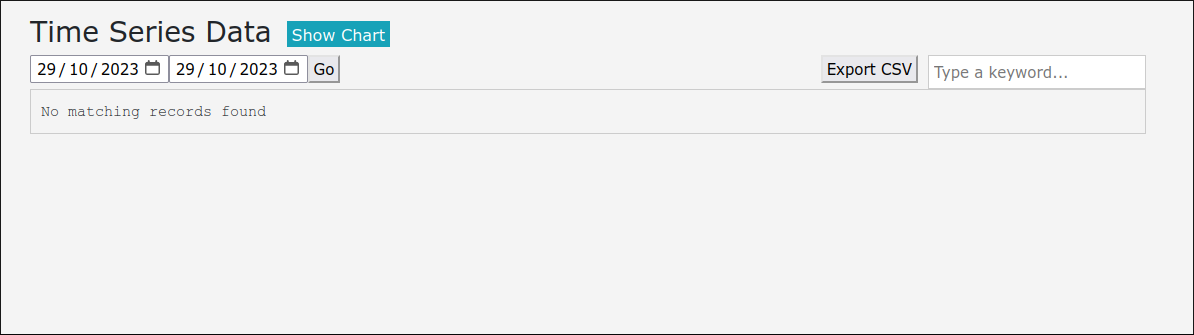 Time Series Data Show Chart
29/10/2023 29/10/2023 Go Export CSV Type a keyword...
No matching records found